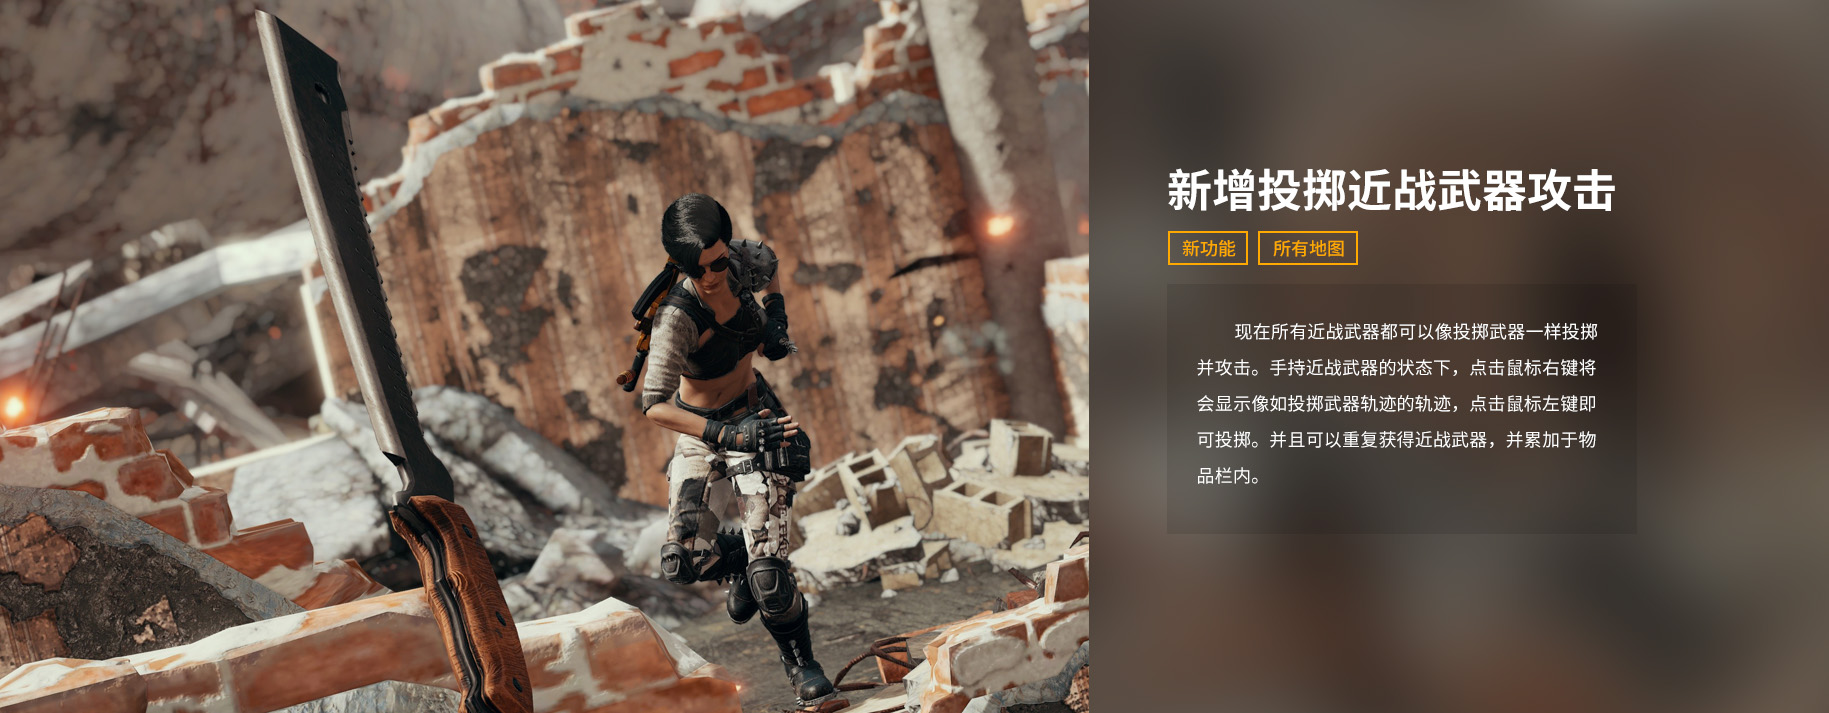 新增投掷近战武器攻击
新功能
所有地图
现在所有近战武器都可以像投掷武器一样投掷
并攻击。手持近战武器的状态下，点击鼠标右键将
会显示像如投掷武器轨迹的轨迹，点击鼠标左键即
可投掷。并且可以重复获得近战武器，并累加于物
品栏内。